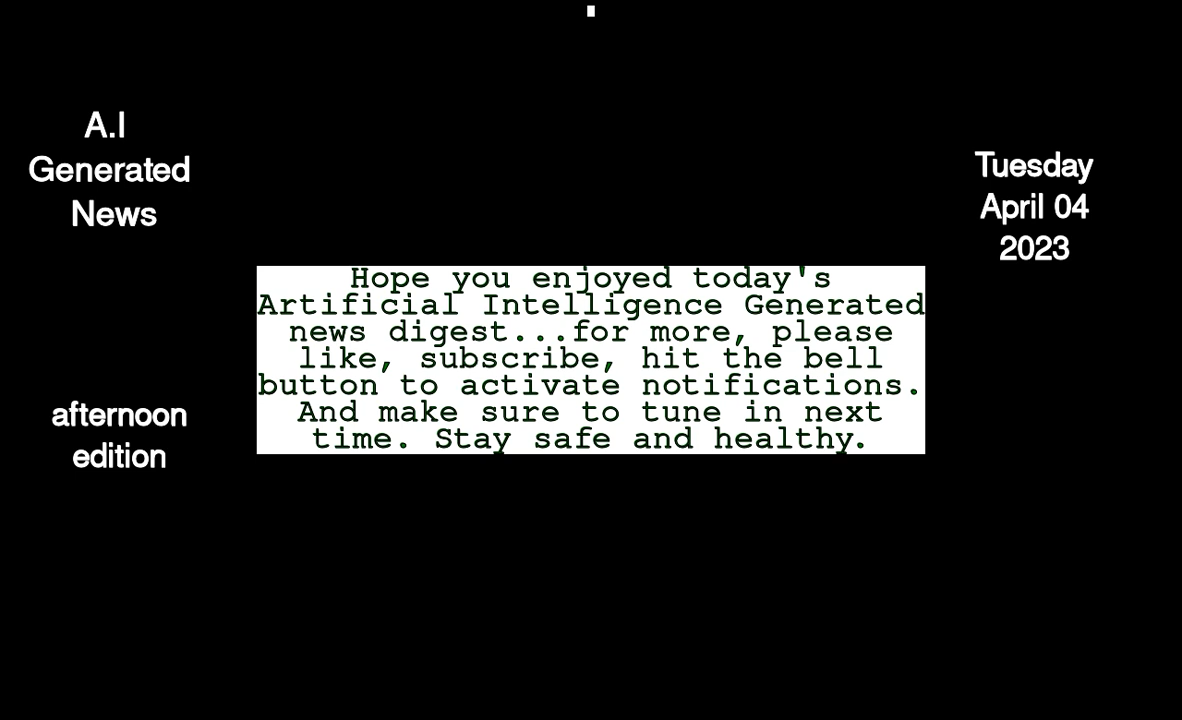 A.I
Generated
News
Tuesday
April 04
2023
Hope you enjoyed today's
Artificial Intelligence Generated
news digest...for more, please
like, subscribe, hit the bell
button to activate notifications.
And make sure to tune in next
time. Stay safe and healthy.
afternoon
edition